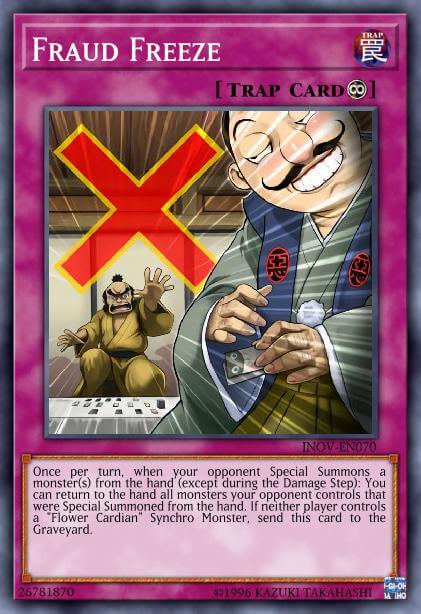 FRAUD FREEZE
TRAP
罠
[TRAP CARD]
惡
惡
INOV-EN070
Once per turn, when your opponent Special Summons a
monster(s) from the hand (except during the Damage Step): You
can return to the hand all monsters your opponent controls that
were Special Summoned from the hand. If neither player controls
a "Flower Cardian" Synchro Monster, send this card to the
Graveyard.
26781870
©1996 KAZUKI TAKAHASHI